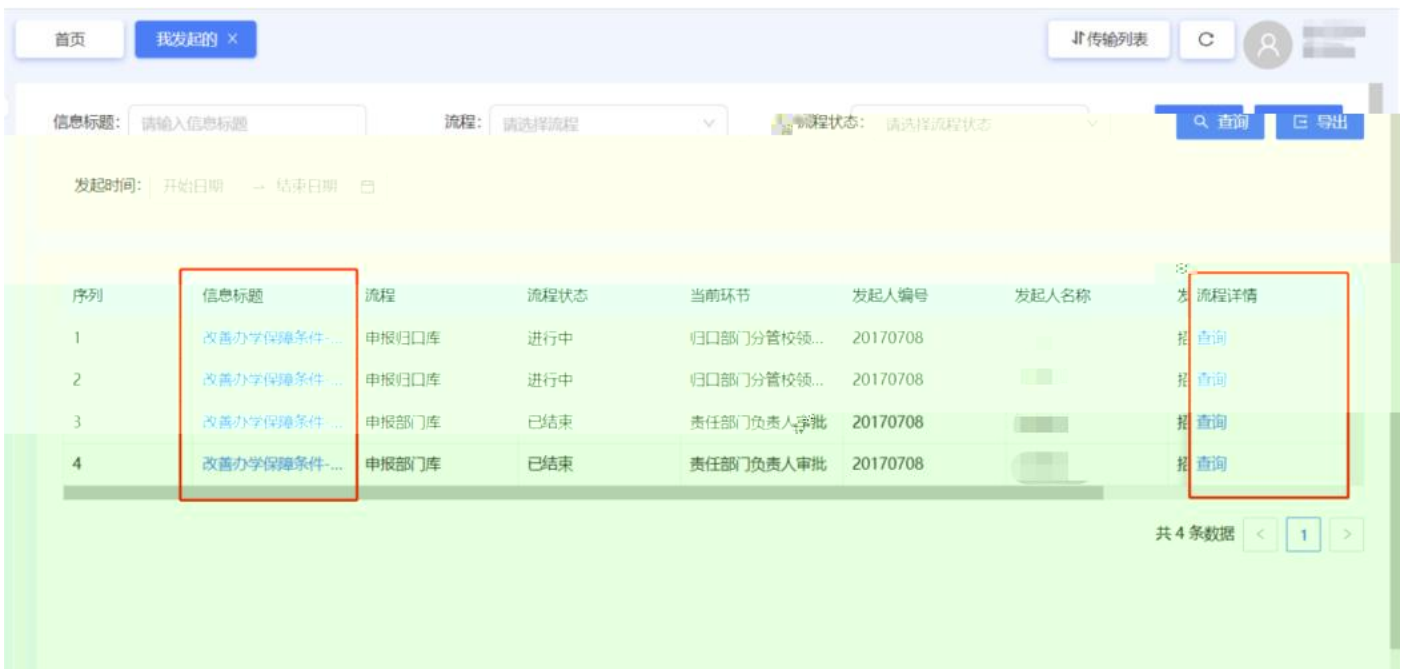 首页 我发起的 × 传输列表
信息标题: 请输入信息标题 流程: 请选择流程 流程状态: 请选择流程状态 查询 导出
发起时间: 开始日期 → 结束日期
序列 信息标题 流程 流程状态 当前环节 发起人编号 发起人名称 发 流程详情
1 改善办学保障条件-... 申报归口库 进行中 归口部门分管校领... 20170708 招 查询
2 改善办学保障条件-... 申报归口库 进行中 归口部门分管校领... 20170708 招 查询
3 改善办学保障条件-... 申报部门库 已结束 责任部门负责人审批 20170708 招 查询
4 改善办学保障条件-... 申报部门库 已结束 责任部门负责人审批 20170708 招 查询
共 4 条数据 < 1 >